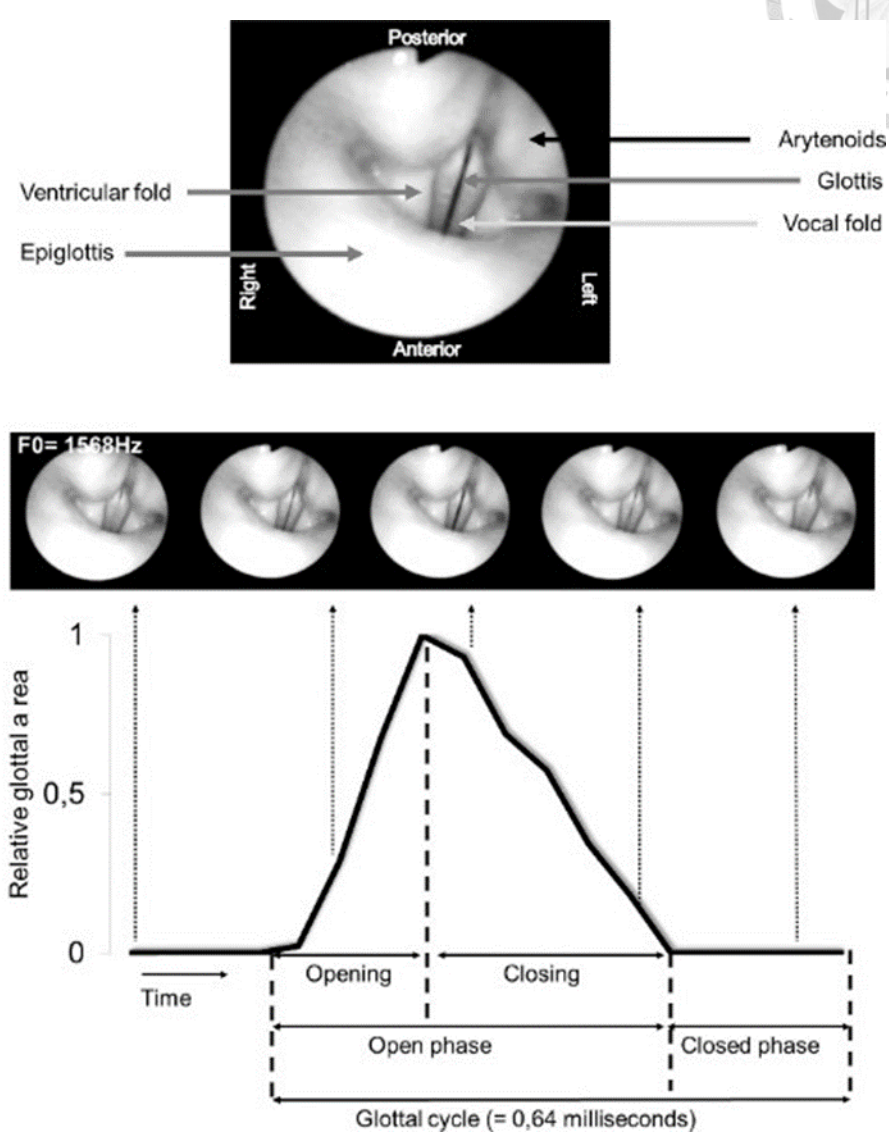 Posterior
Arytenoids
Ventricular fold
Glottis
Vocal fold
Epiglottis
Right
Left
Anterior
F0= 1568Hz
Relative glottal a rea
1
0,5
0
Time
Opening
Closing
Open phase
Closed phase
Glottal cycle (= 0,64 milliseconds)